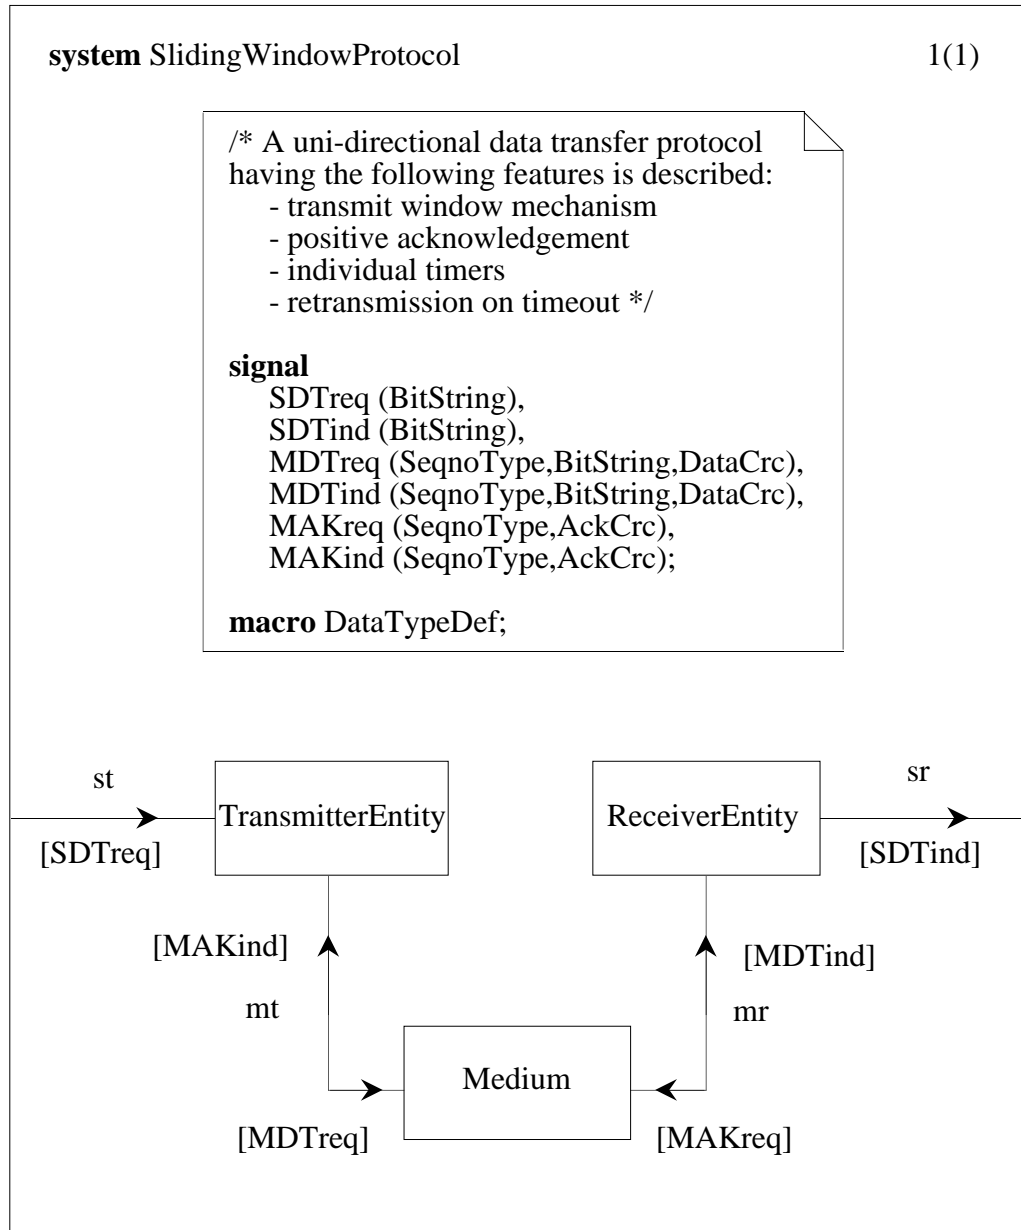 system SlidingWindowProtocol 1(1)
/* A uni-directional data transfer protocol
having the following features is described:
- transmit window mechanism
- positive acknowledgement
- individual timers
- retransmission on timeout */
signal
SDTreq (BitString),
SDTind (BitString),
MDTreq (SeqnoType,BitString,DataCrc),
MDTind (SeqnoType,BitString,DataCrc),
MAKreq (SeqnoType,AckCrc),
MAKind (SeqnoType,AckCrc);
macro DataTypeDef;
st
sr
TransmitterEntity
ReceiverEntity
[SDTreq]
[SDTind]
[MAKind]
[MDTind]
mt
mr
Medium
[MDTreq]
[MAKreq]